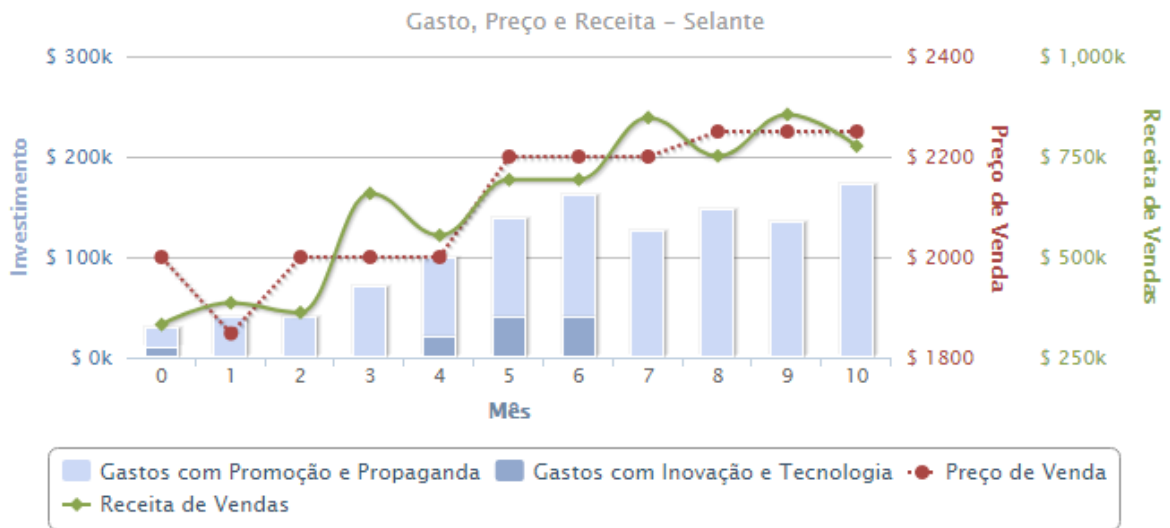 Gasto, Preço e Receita – Selante
$ 300k
$ 2400
$ 1,000k
$ 200k
$ 2200
$ 750k
$ 100k
$ 2000
$ 500k
$ 0k
$ 1800
$ 250k
Investimento
Preço de Venda
Receita de Vendas
0 1 2 3 4 5 6 7 8 9 10
Mês
Gastos com Promoção e Propaganda Gastos com Inovação e Tecnologia Preço de Venda
Receita de Vendas